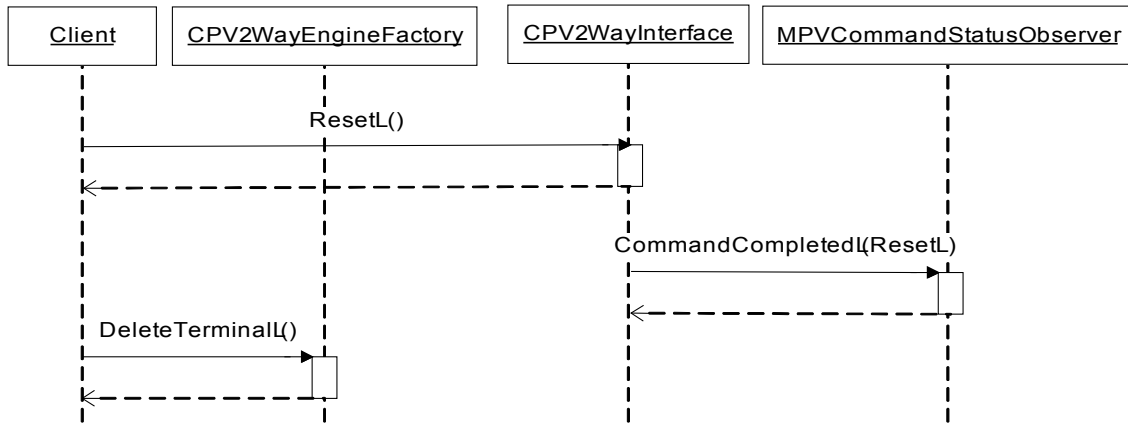 Client
CPV2WayEngineFactory
CPV2WayInterface
MPVCommandStatusObserver
ResetL()
CommandCompletedL(ResetL)
DeleteTerminalL()